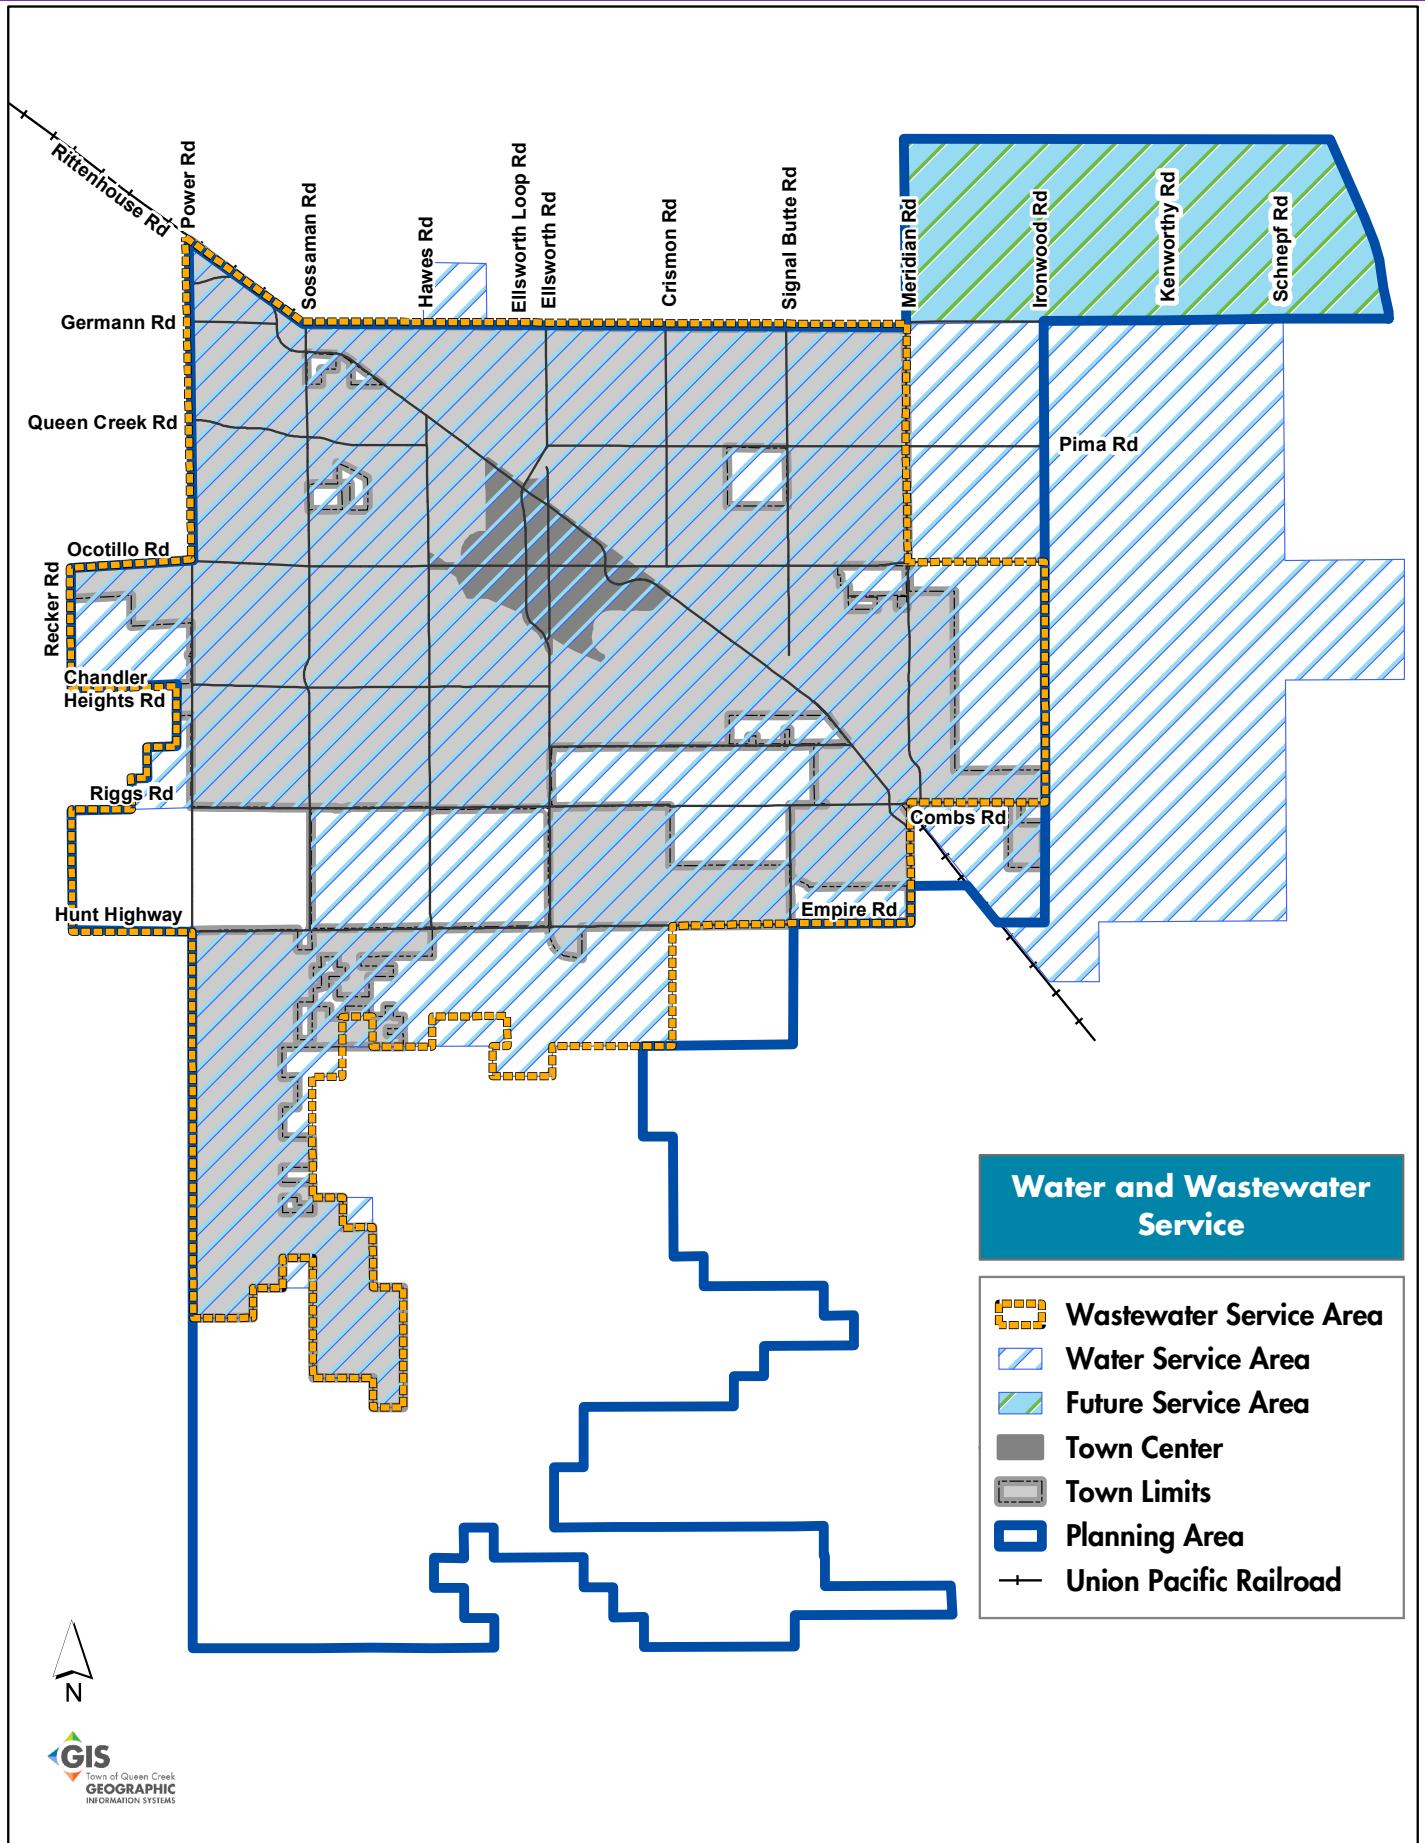 Rittenhouse Rd
Power Rd
Sossaman Rd
Hawes Rd
Ellsworth Loop Rd
Ellsworth Rd
Crismon Rd
Signal Butte Rd
Meridian Rd
Ironwood Rd
Kenworthy Rd
Schnepf Rd
Germann Rd
Queen Creek Rd
Pima Rd
Ocotillo Rd
Recker Rd
Chandler
Heights Rd
Riggs Rd
Combs Rd
Hunt Highway
Empire Rd
Water and Wastewater
Service
Wastewater Service Area
Water Service Area
Future Service Area
Town Center
Town Limits
Planning Area
Union Pacific Railroad
N
GIS
Town of Queen Creek
GEOGRAPHIC
INFORMATION SYSTEMS